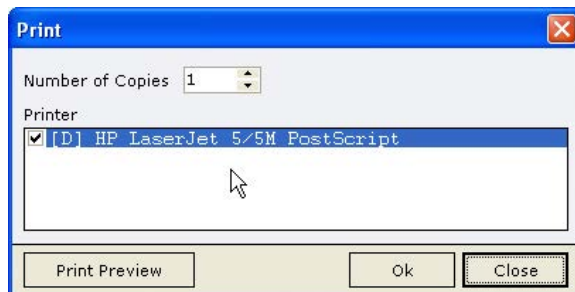 Print
Number of Copies 1
Printer
[D] HP LaserJet 5/5M PostScript
Print Preview Ok Close